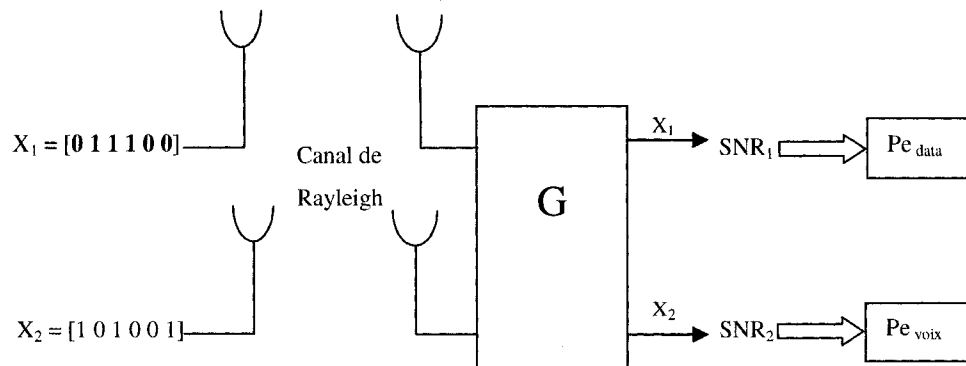 X₁ = [0 1 1 1 0 0]
Canal de
Rayleigh
X₂ = [1 0 1 0 0 1]
G
X₁
SNR₁
Pe data
X₂
SNR₂
Pe voix